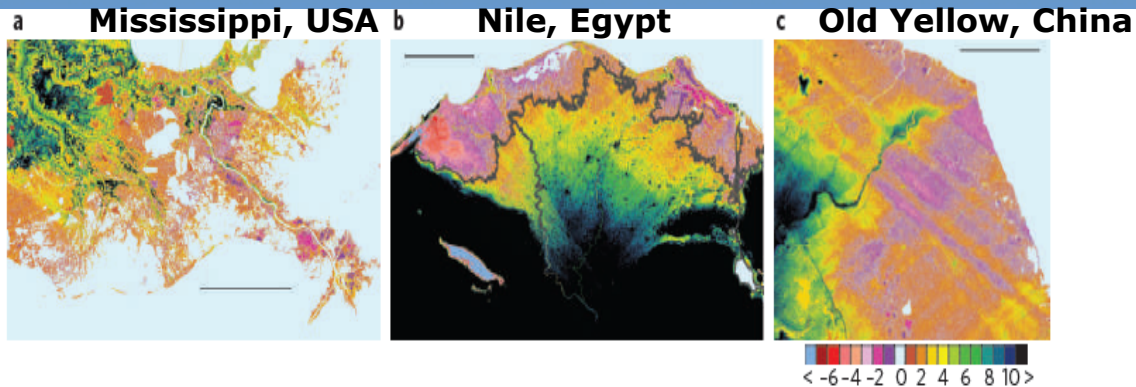 a Mississippi, USA
b Nile, Egypt
c Old Yellow, China
< -6 -4 -2 0 2 4 6 8 10 >